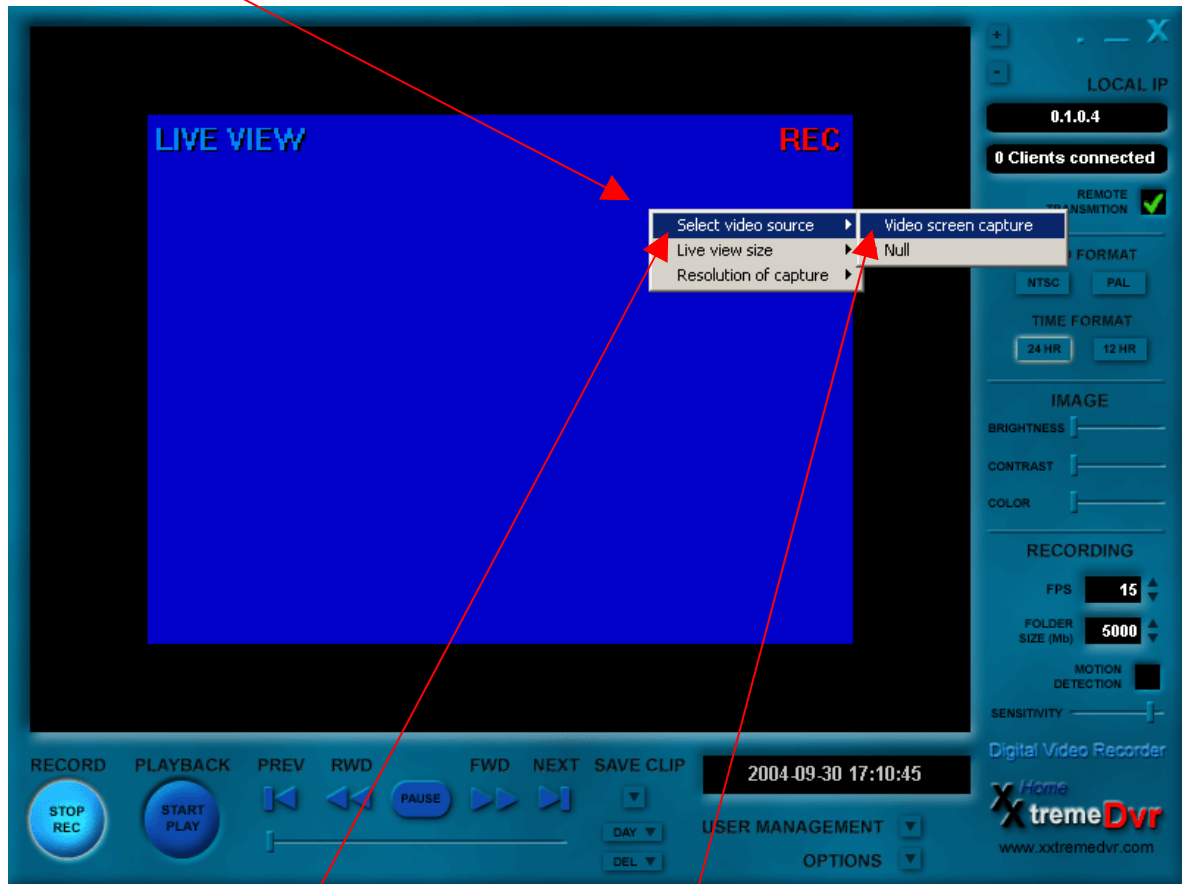 LIVE VIEW
REC
Select video source
Live view size
Resolution of capture
Video screen capture
Null
+
. _ X
-
LOCAL IP
0.1.0.4
0 Clients connected
REMOTE
TRANSMITION
FORMAT
NTSC PAL
TIME FORMAT
24 HR 12 HR
IMAGE
BRIGHTNESS
CONTRAST
COLOR
RECORDING
FPS 15
FOLDER
SIZE (Mb) 5000
MOTION
DETECTION
SENSITIVITY
Digital Video Recorder
Home
XxtremeDvr
www.xxtremedvr.com
RECORD PLAYBACK PREV RWD FWD NEXT SAVE CLIP
STOP
REC
START
PLAY
PAUSE
DAY
DEL
2004-09-30 17:10:45
USER MANAGEMENT
OPTIONS